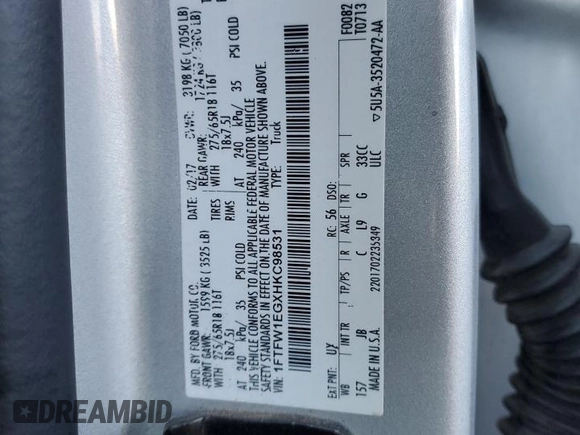 MFD. BY FORD MOTOR CO.
DATE: 02/17 GVWR: 3198 KG ( 7050 LB)
FRONT GAWR: 1599 KG ( 3525 LB) REAR GAWR: 1724 KG ( 3800 LB)
WITH 275/65R18 116T TIRES WITH 275/65R18 116T
18x7.5J RIMS 18x7.5J
AT 240 kPa/ 35 PSI COLD AT 240 kPa/ 35 PSI COLD
THIS VEHICLE CONFORMS TO ALL APPLICABLE FEDERAL MOTOR VEHICLE
SAFETY STANDARDS IN EFFECT ON THE DATE OF MANUFACTURE SHOWN ABOVE.
VIN: 1FTFW1EGXHKC98531 TYPE: Truck
F0082
T0713
EXT PNT: UX RC: 56 DSO:
WB INT TR TP/PS R AXLE TR SPR
157 JB C L9 G 33CC
ULC
2201702235349
MADE IN U.S.A.
▽ 5U5A-3520472-AA
DREAMBID